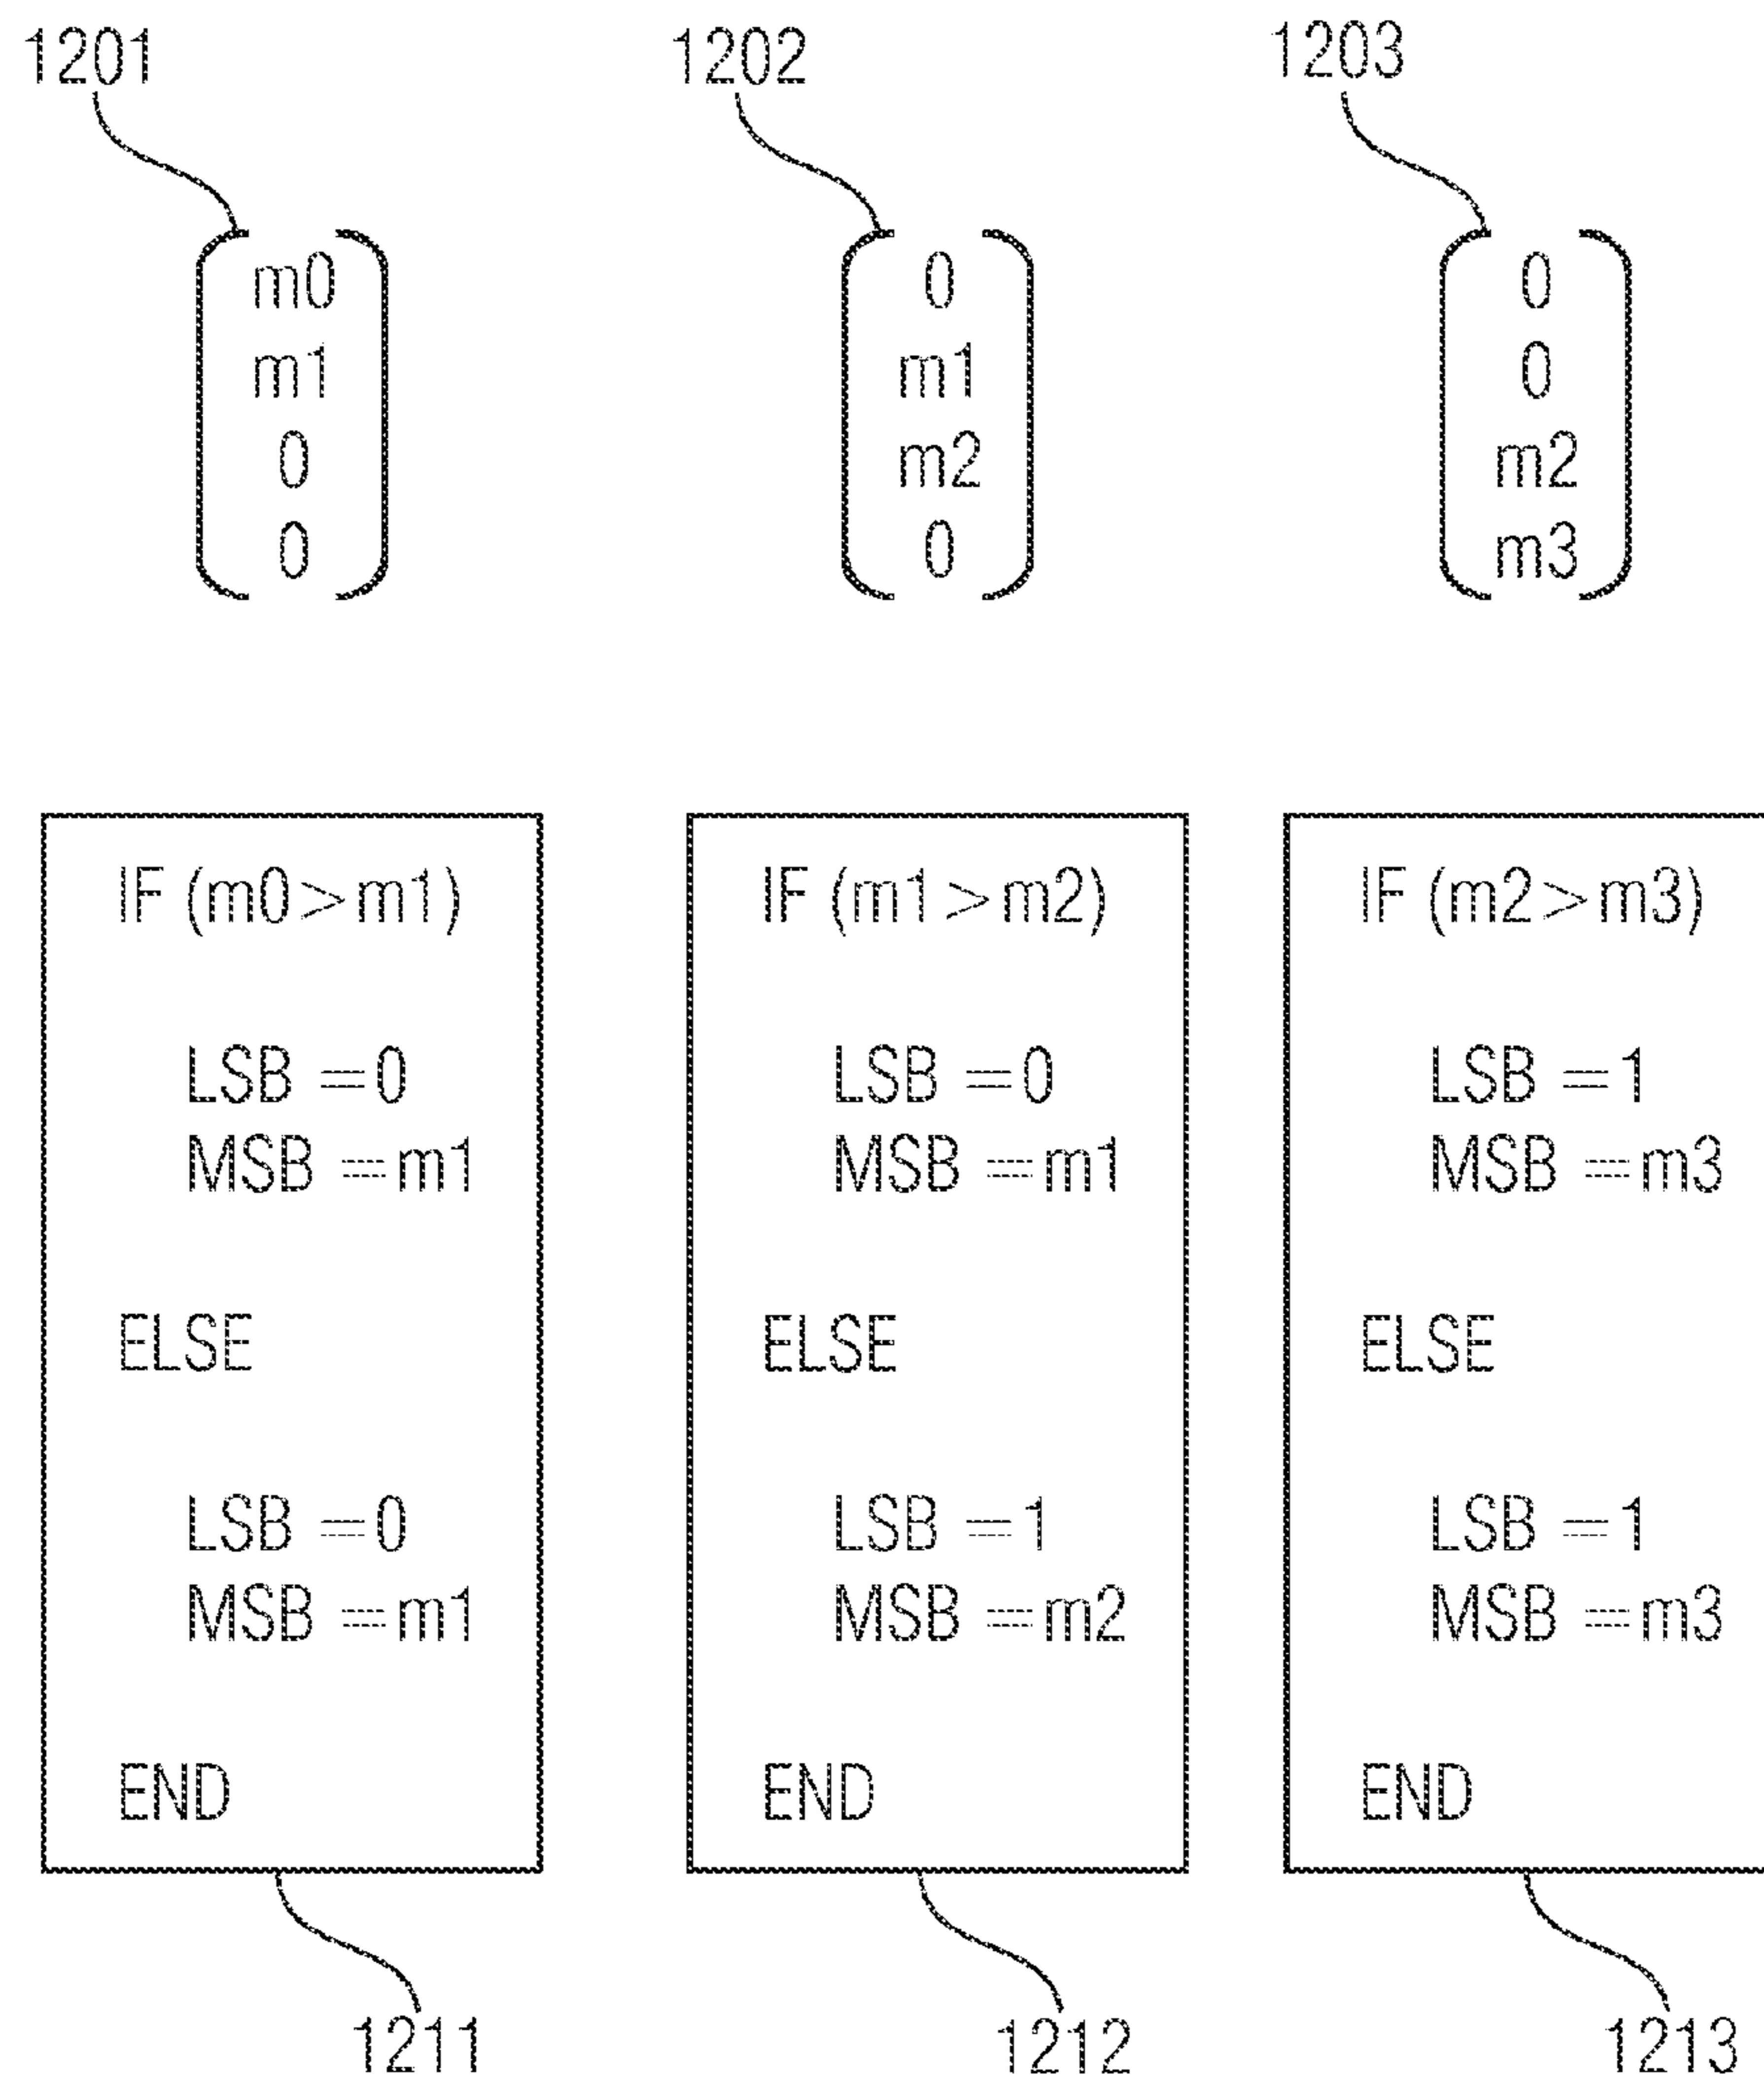 1201 1202 1203
m0 0 0
m1 m1 0
0 m2 m2
0 0 m3
IF (m0>m1)
LSB =0
MSB =m1
ELSE
LSB =0
MSB =m1
END
1211
IF (m1>m2)
LSB =0
MSB =m1
ELSE
LSB =1
MSB =m2
END
1212
IF (m2>m3)
LSB =1
MSB =m3
ELSE
LSB =1
MSB =m3
END
1213